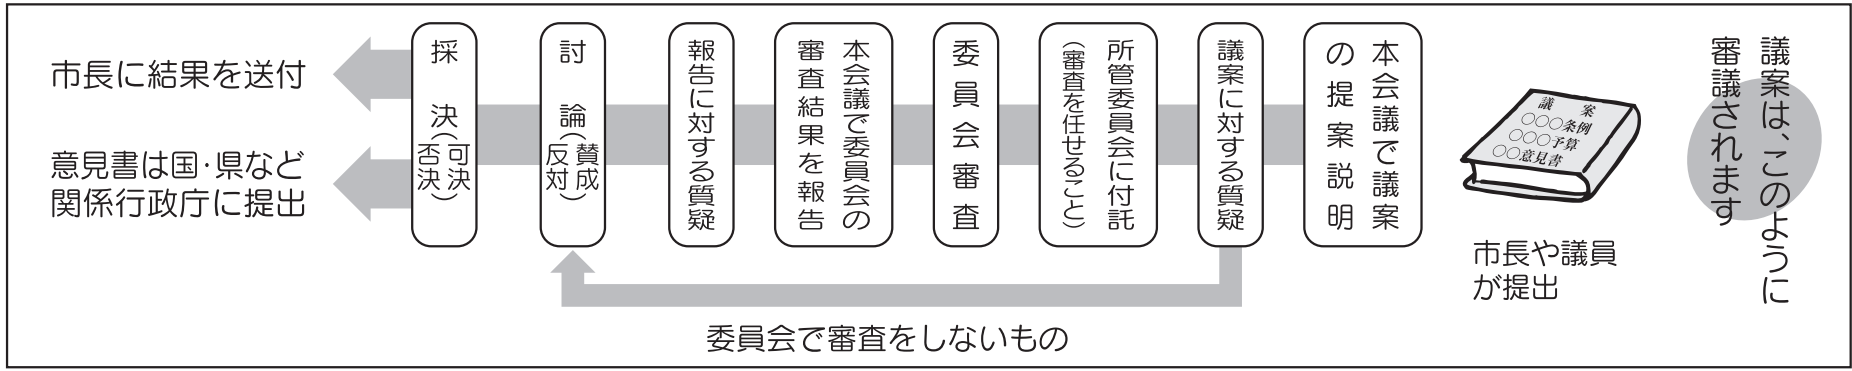 議案は、このように
審議されます
議案
○○○条例
○○○予算
○○意見書
市長や議員
が提出
本会議で議案
の提案説明
議案に対する質疑
所管委員会に付託
(審査を任せること)
委員会審査
本会議で委員会の
審査結果を報告
報告に対する質疑
討論(賛成
反対)
採決(可決
否決)
市長に結果を送付
意見書は国・県など
関係行政庁に提出
委員会で審査をしないもの